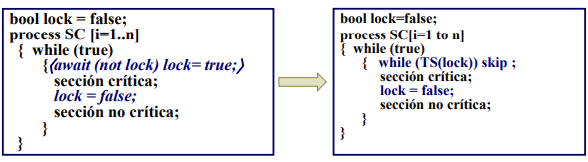 bool lock = false;
process SC [i=1..n]
{ while (true)
{⟨await (not lock) lock= true;⟩
sección crítica;
lock = false;
sección no crítica;
}
}
bool lock=false;
process SC[i=1 to n]
{ while (true)
{ while (TS(lock)) skip ;
sección crítica;
lock = false;
sección no crítica;
}
}